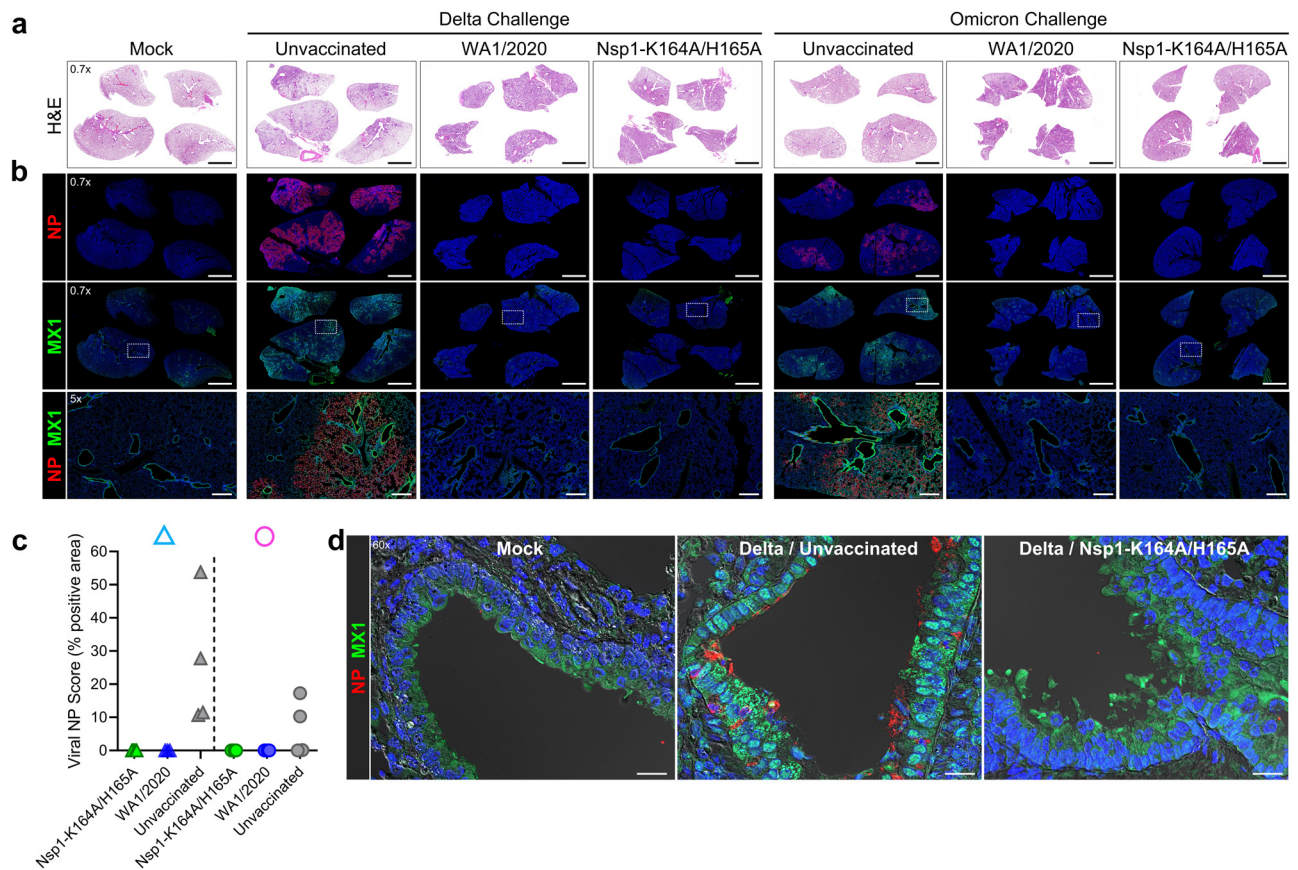 a
Delta Challenge
Omicron Challenge
Mock
Unvaccinated
WA1/2020
Nsp1-K164A/H165A
Unvaccinated
WA1/2020
Nsp1-K164A/H165A
H&E
0.7x
b
NP
0.7x
MX1
0.7x
NP MX1
5x
c
Viral NP Score (% positive area)
60
50
40
30
20
10
0
Nsp1-K164A/H165A
WA1/2020
Unvaccinated
Nsp1-K164A/H165A
WA1/2020
Unvaccinated
d
NP MX1
60x
Mock
Delta / Unvaccinated
Delta / Nsp1-K164A/H165A